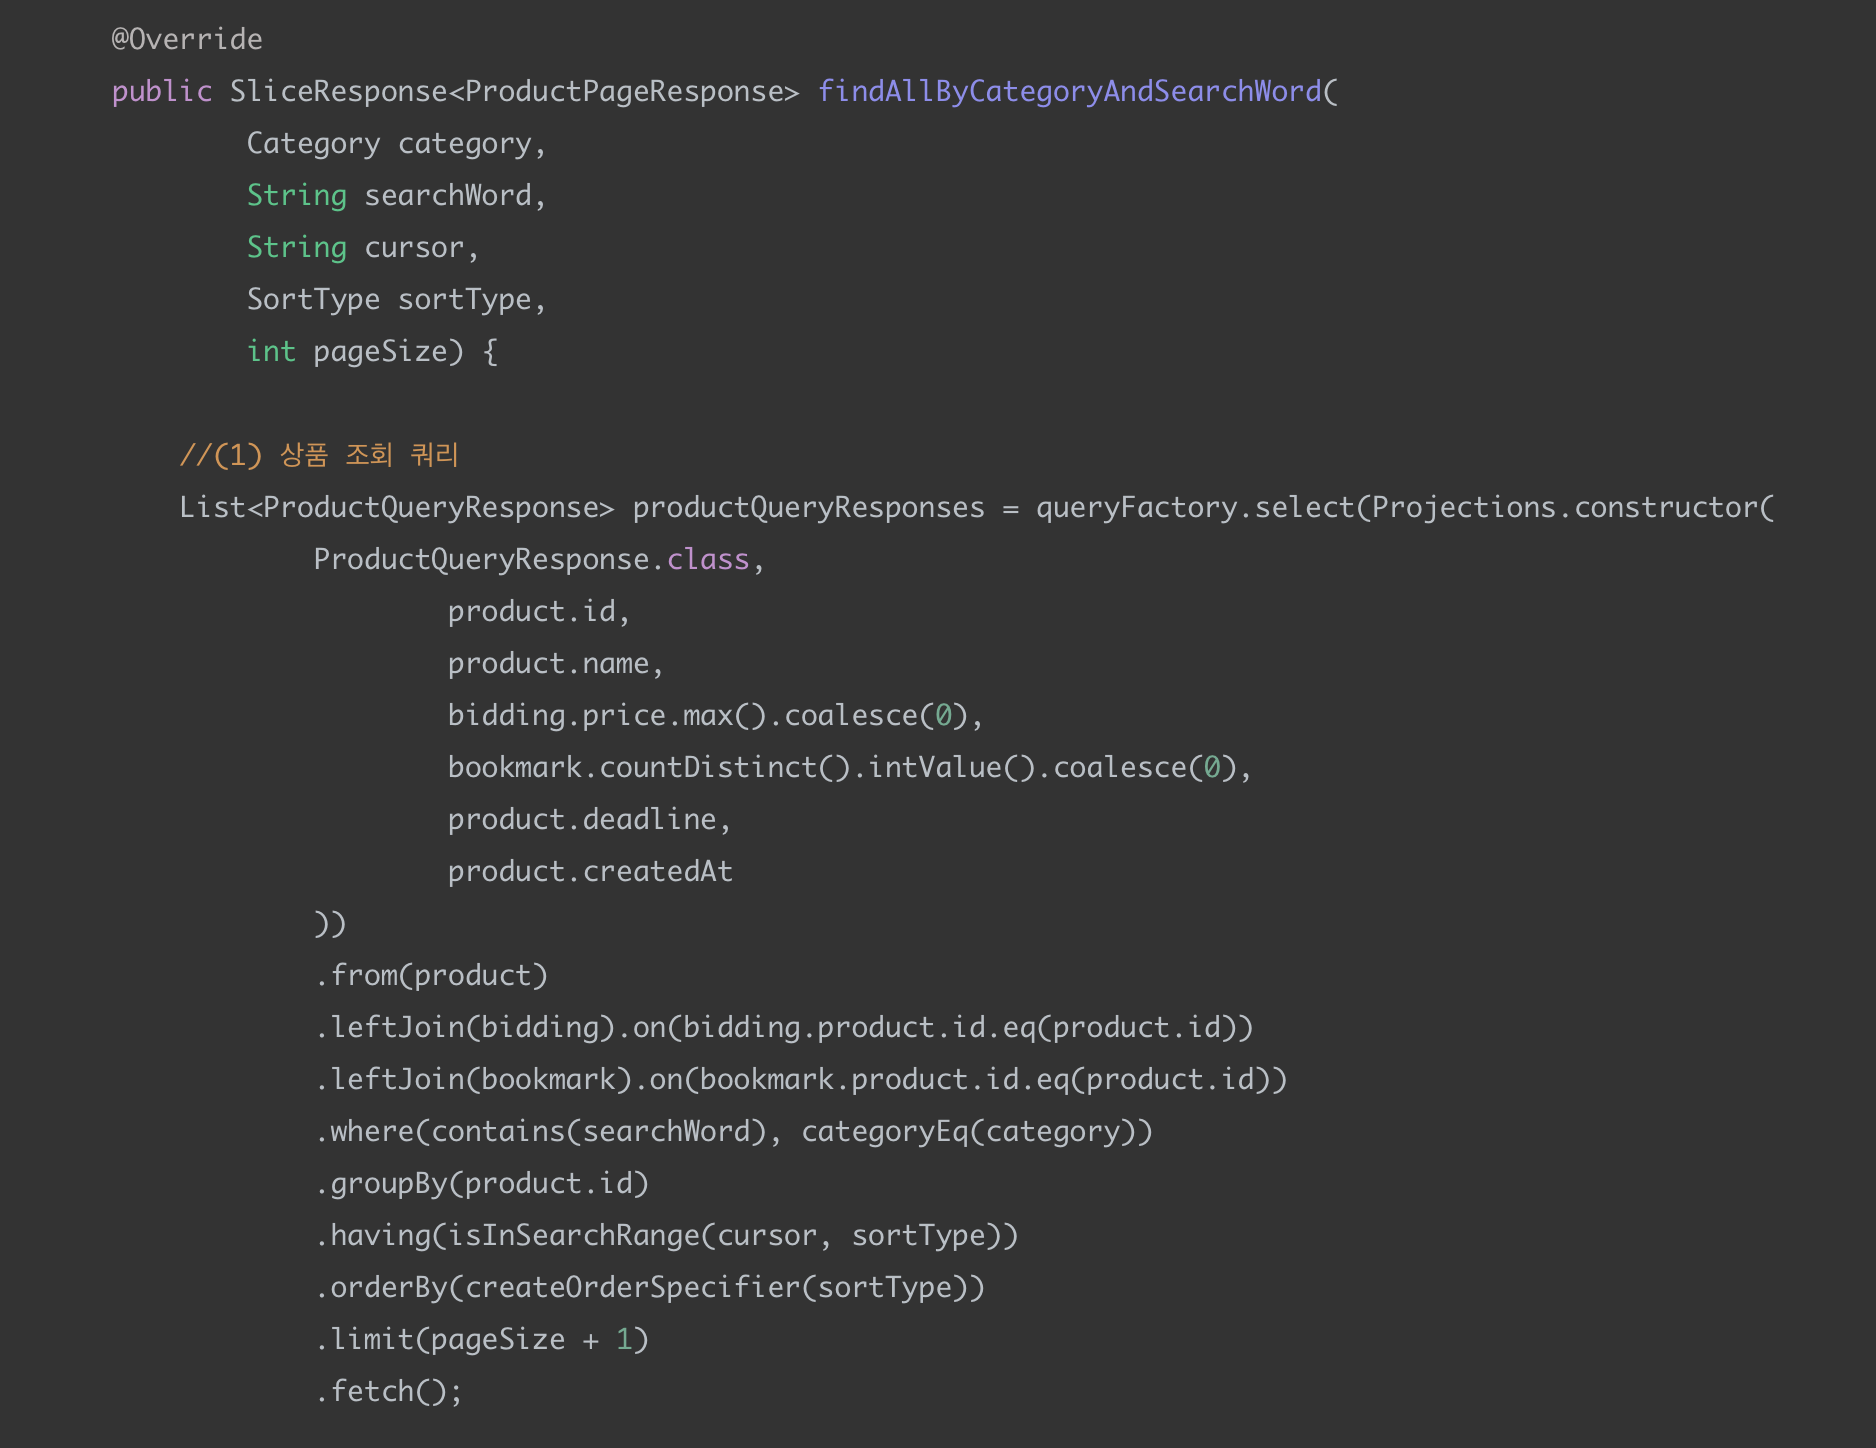 @Override
public SliceResponse<ProductPageResponse> findAllByCategoryAndSearchWord(
        Category category,
        String searchWord,
        String cursor,
        SortType sortType,
        int pageSize) {

    //(1) 상품 조회 쿼리
    List<ProductQueryResponse> productQueryResponses = queryFactory.select(Projections.constructor(
            ProductQueryResponse.class,
                    product.id,
                    product.name,
                    bidding.price.max().coalesce(0),
                    bookmark.countDistinct().intValue().coalesce(0),
                    product.deadline,
                    product.createdAt
            ))
            .from(product)
            .leftJoin(bidding).on(bidding.product.id.eq(product.id))
            .leftJoin(bookmark).on(bookmark.product.id.eq(product.id))
            .where(contains(searchWord), categoryEq(category))
            .groupBy(product.id)
            .having(isInSearchRange(cursor, sortType))
            .orderBy(createOrderSpecifier(sortType))
            .limit(pageSize + 1)
            .fetch();